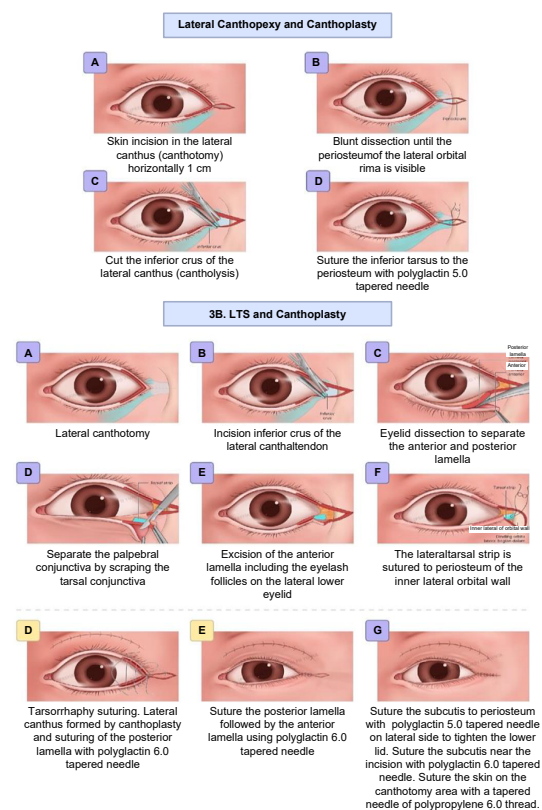 Lateral Canthopexy and Canthoplasty
A
B
Skin incision in the lateral
canthus (canthotomy)
horizontally 1 cm
Blunt dissection until the
periosteumof the lateral orbital
rima is visible
C
D
Inferior crus
Cut the inferior crus of the
lateral canthus (cantholysis)
Suture the inferior tarsus to the
periosteum with polyglactin 5.0
tapered needle
3B. LTS and Canthoplasty
A
B
C
Posterior
lamella
Anterior
Inferior
crus
Lateral canthotomy
Incision inferior crus of the
lateral canthaltendon
Eyelid dissection to separate
the anterior and posterior
lamella
D
E
F
Tarsal strip
Inner lateral of orbital wall
Separate the palpebral
conjunctiva by scraping the
tarsal conjunctiva
Excision of the anterior
lamella including the eyelash
follicles on the lateral lower
eyelid
The lateraltarsal strip is
sutured to periosteum of the
inner lateral orbital wall
D
E
G
Tarsorrhaphy suturing. Lateral
canthus formed by canthoplasty
and suturing of the posterior
lamella with polyglactin 6.0
tapered needle
Suture the posterior lamella
followed by the anterior
lamella using polyglactin 6.0
tapered needle
Suture the subcutis to periosteum
with polyglactin 5.0 tapered needle
on lateral side to tighten the lower
lid. Suture the subcutis near the
incision with polyglactin 6.0 tapered
needle. Suture the skin on the
canthotomy area with a tapered
needle of polypropylene 6.0 thread.